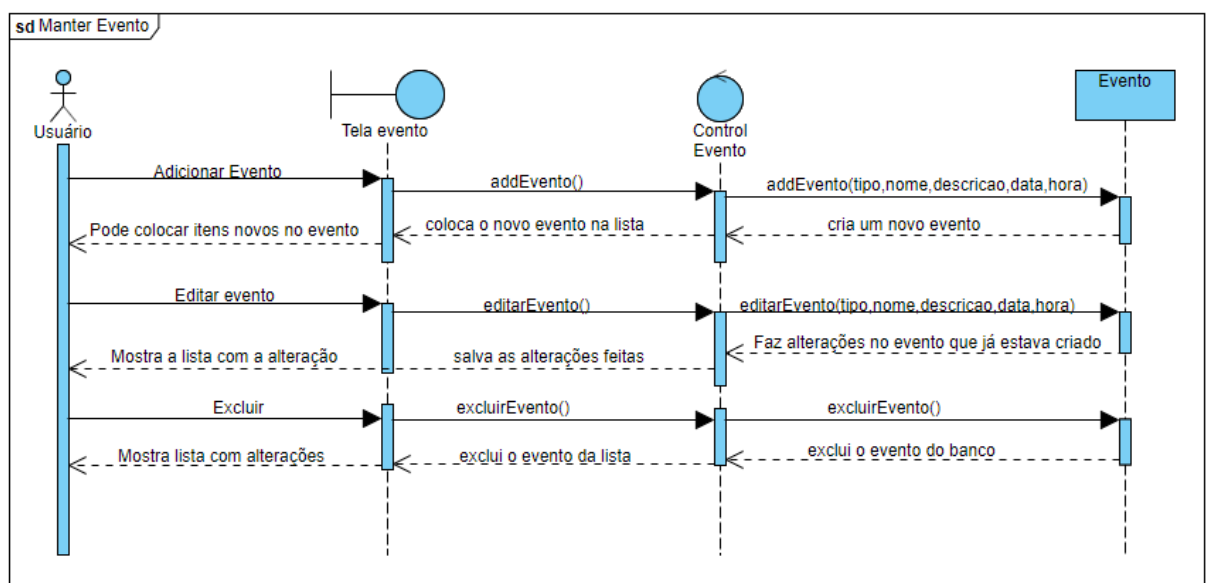 sd Manter Evento
Usuário
Tela evento
Control
Evento
Evento
Adicionar Evento
addEvento()
addEvento(tipo,nome,descricao,data,hora)
Pode colocar itens novos no evento
coloca o novo evento na lista
cria um novo evento
Editar evento
editarEvento()
editarEvento(tipo,nome,descricao,data,hora)
Mostra a lista com a alteração
salva as alterações feitas
Faz alterações no evento que já estava criado
Excluir
excluirEvento()
excluirEvento()
Mostra lista com alterações
exclui o evento da lista
exclui o evento do banco